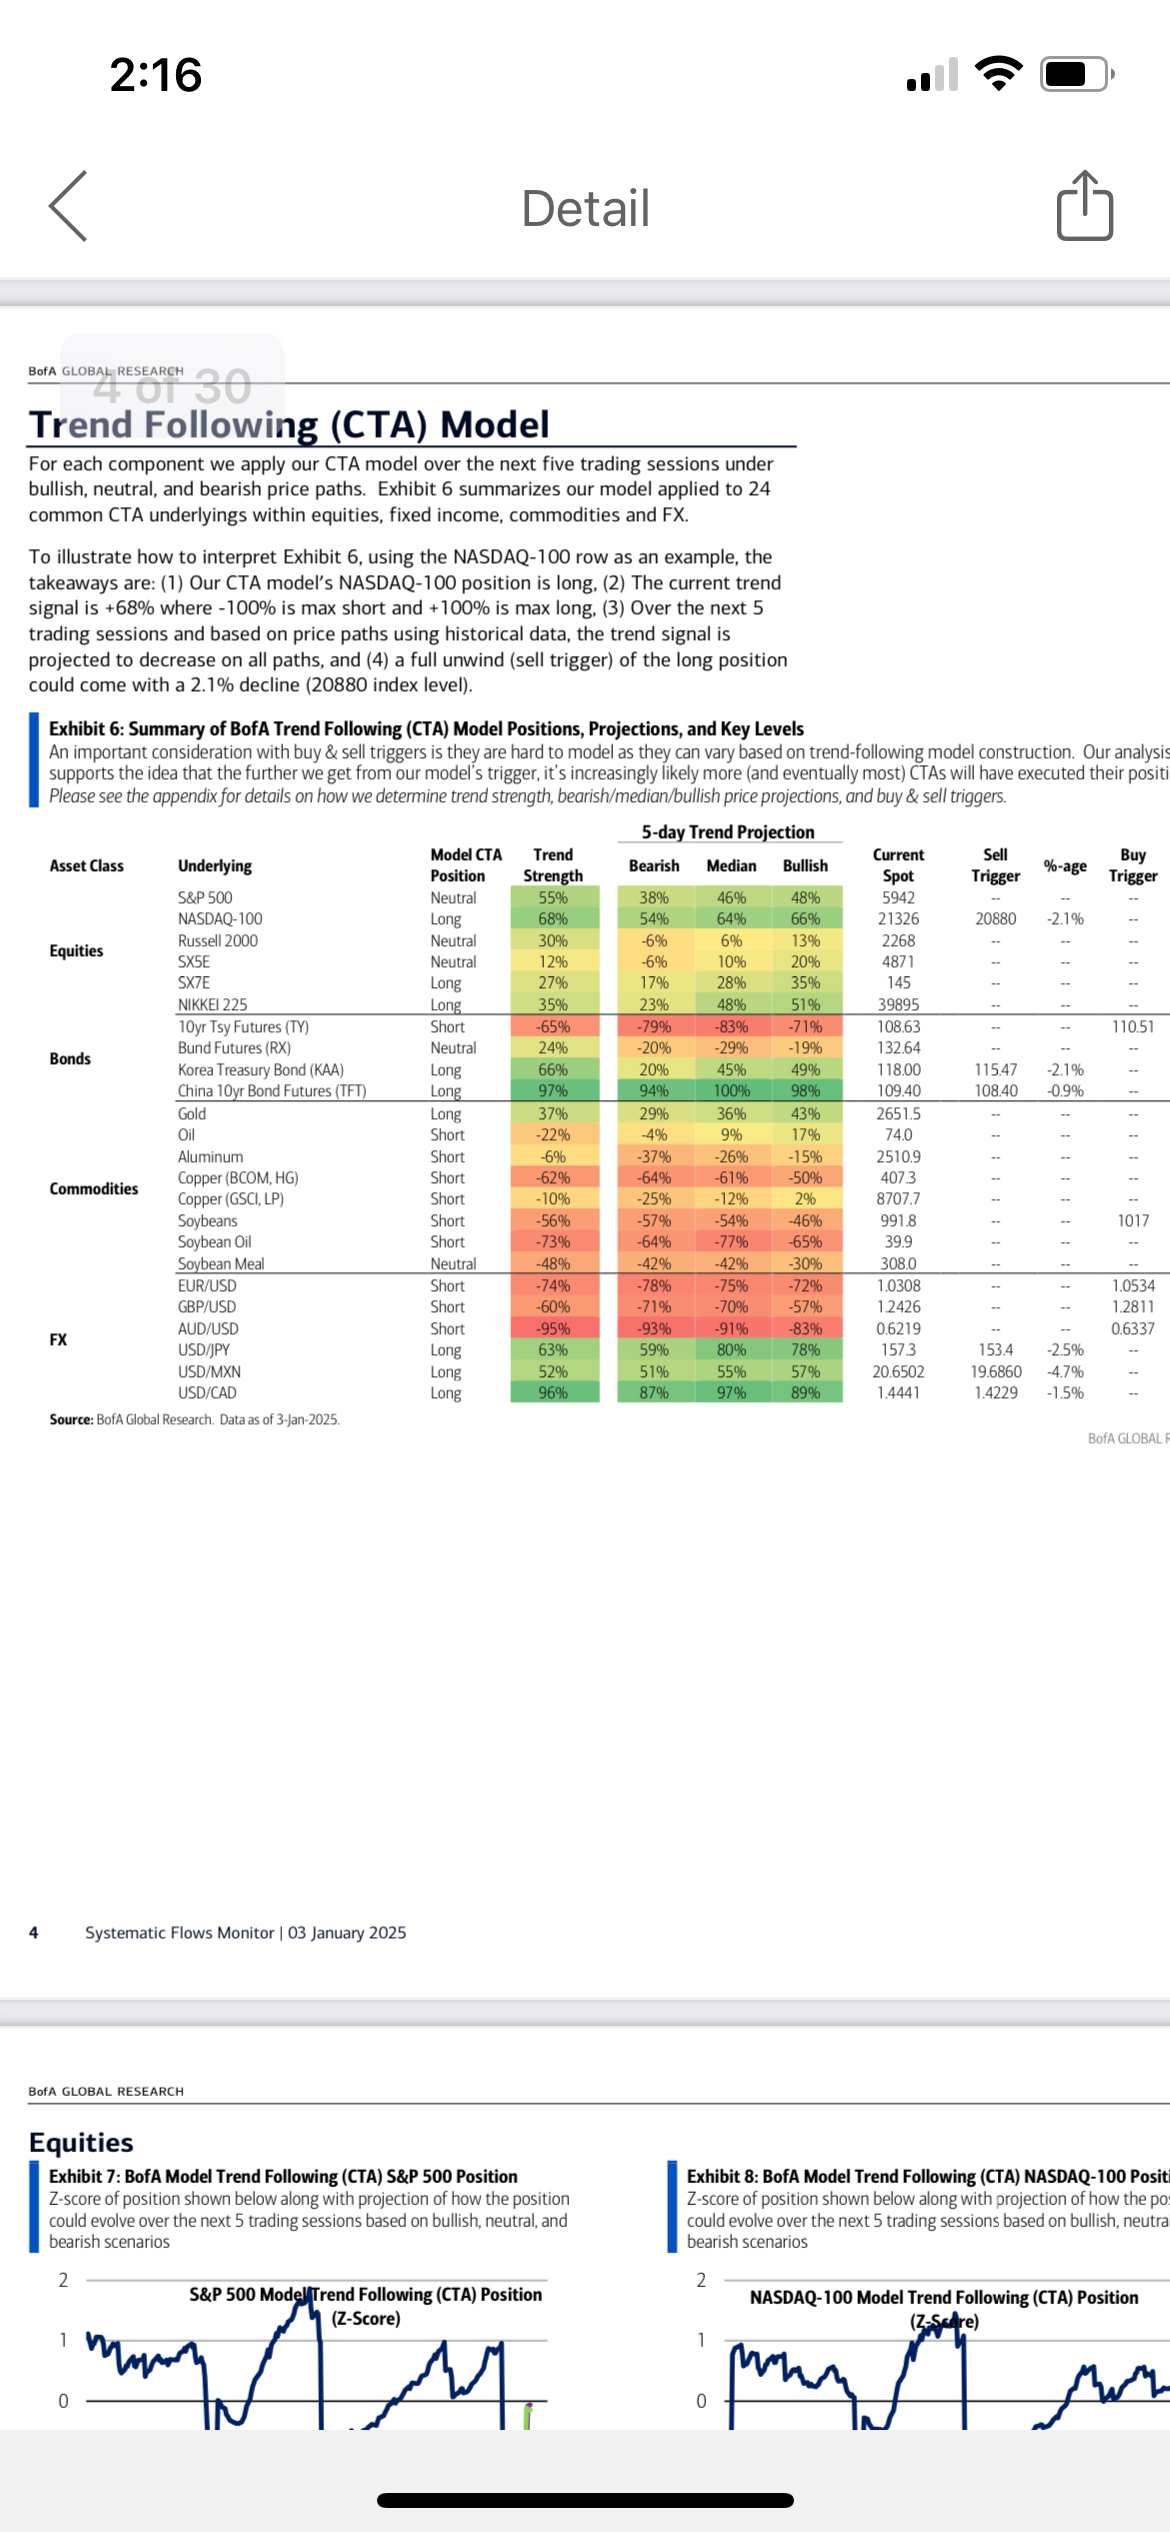 2:16
Detail
4 of 30
BofA GLOBAL RESEARCH
Trend Following (CTA) Model
For each component we apply our CTA model over the next five trading sessions under
bullish, neutral, and bearish price paths. Exhibit 6 summarizes our model applied to 24
common CTA underlyings within equities, fixed income, commodities and FX.
To illustrate how to interpret Exhibit 6, using the NASDAQ-100 row as an example, the
takeaways are: (1) Our CTA model's NASDAQ-100 position is long, (2) The current trend
signal is +68% where -100% is max short and +100% is max long, (3) Over the next 5
trading sessions and based on price paths using historical data, the trend signal is
projected to decrease on all paths, and (4) a full unwind (sell trigger) of the long position
could come with a 2.1% decline (20880 index level).
Exhibit 6: Summary of BofA Trend Following (CTA) Model Positions, Projections, and Key Levels
An important consideration with buy & sell triggers is they are hard to model as they can vary based on trend-following model construction. Our analysis
supports the idea that the further we get from our model's trigger, it's increasingly likely more (and eventually most) CTAs will have executed their positi
Please see the appendix for details on how we determine trend strength, bearish/median/bullish price projections, and buy & sell triggers.
5-day Trend Projection
Asset Class Underlying Model CTA Position Trend Strength Bearish Median Bullish Current Spot Sell Trigger %-age Buy Trigger
Equities
S&P 500 Neutral 55% 38% 46% 48% 5942 -- -- --
NASDAQ-100 Long 68% 54% 64% 66% 21326 20880 -2.1% --
Russell 2000 Neutral 30% -6% 6% 13% 2268 -- -- --
SX5E Neutral 12% -6% 10% 20% 4871 -- -- --
SX7E Long 27% 17% 28% 35% 145 -- -- --
NIKKEI 225 Long 35% 23% 48% 51% 39895 -- -- --
Bonds
10yr Tsy Futures (TY) Short -65% -79% -83% -71% 108.63 -- -- 110.51
Bund Futures (RX) Neutral 24% -20% -29% -19% 132.64 -- -- --
Korea Treasury Bond (KAA) Long 66% 20% 45% 49% 118.00 115.47 -2.1% --
China 10yr Bond Futures (TFT) Long 97% 94% 100% 98% 109.40 108.40 -0.9% --
Commodities
Gold Long 37% 29% 36% 43% 2651.5 -- -- --
Oil Short -22% -4% 9% 17% 74.0 -- -- --
Aluminum Short -6% -37% -26% -15% 2510.9 -- -- --
Copper (BCOM, HG) Short -62% -64% -61% -50% 407.3 -- -- --
Copper (GSCI, LP) Short -10% -25% -12% 2% 8707.7 -- -- --
Soybeans Short -56% -57% -54% -46% 991.8 -- -- 1017
Soybean Oil Short -73% -64% -77% -65% 39.9 -- -- --
Soybean Meal Neutral -48% -42% -42% -30% 308.0 -- -- --
FX
EUR/USD Short -74% -78% -75% -72% 1.0308 -- -- 1.0534
GBP/USD Short -60% -71% -70% -57% 1.2426 -- -- 1.2811
AUD/USD Short -95% -93% -91% -83% 0.6219 -- -- 0.6337
USD/JPY Long 63% 59% 80% 78% 157.3 153.4 -2.5% --
USD/MXN Long 52% 51% 55% 57% 20.6502 19.6860 -4.7% --
USD/CAD Long 96% 87% 97% 89% 1.4441 1.4229 -1.5% --
Source: BofA Global Research. Data as of 3-Jan-2025.
BofA GLOBAL R
4 Systematic Flows Monitor | 03 January 2025
BofA GLOBAL RESEARCH
Equities
Exhibit 7: BofA Model Trend Following (CTA) S&P 500 Position
Z-score of position shown below along with projection of how the position
could evolve over the next 5 trading sessions based on bullish, neutral, and
bearish scenarios
2
S&P 500 Model Trend Following (CTA) Position
(Z-Score)
1
0
Exhibit 8: BofA Model Trend Following (CTA) NASDAQ-100 Positi
Z-score of position shown below along with projection of how the pos
could evolve over the next 5 trading sessions based on bullish, neutra
bearish scenarios
2
NASDAQ-100 Model Trend Following (CTA) Position
(Z-Score)
1
0